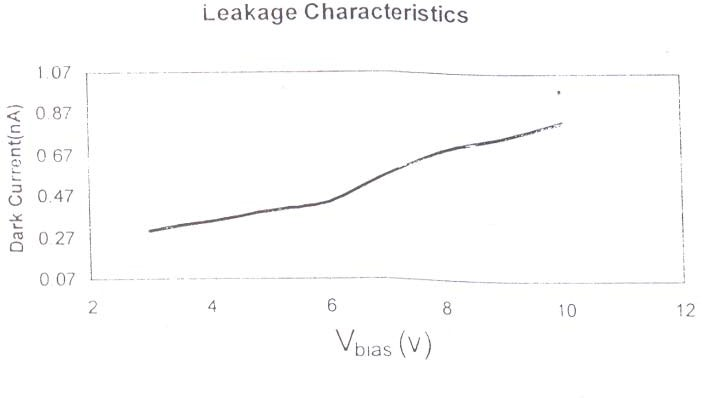 Leakage Characteristics
1.07
0.87
0 67
0.47
0.27
0 07
Dark Current(nA)
2 4 6 8 10 12
Vbias (V)